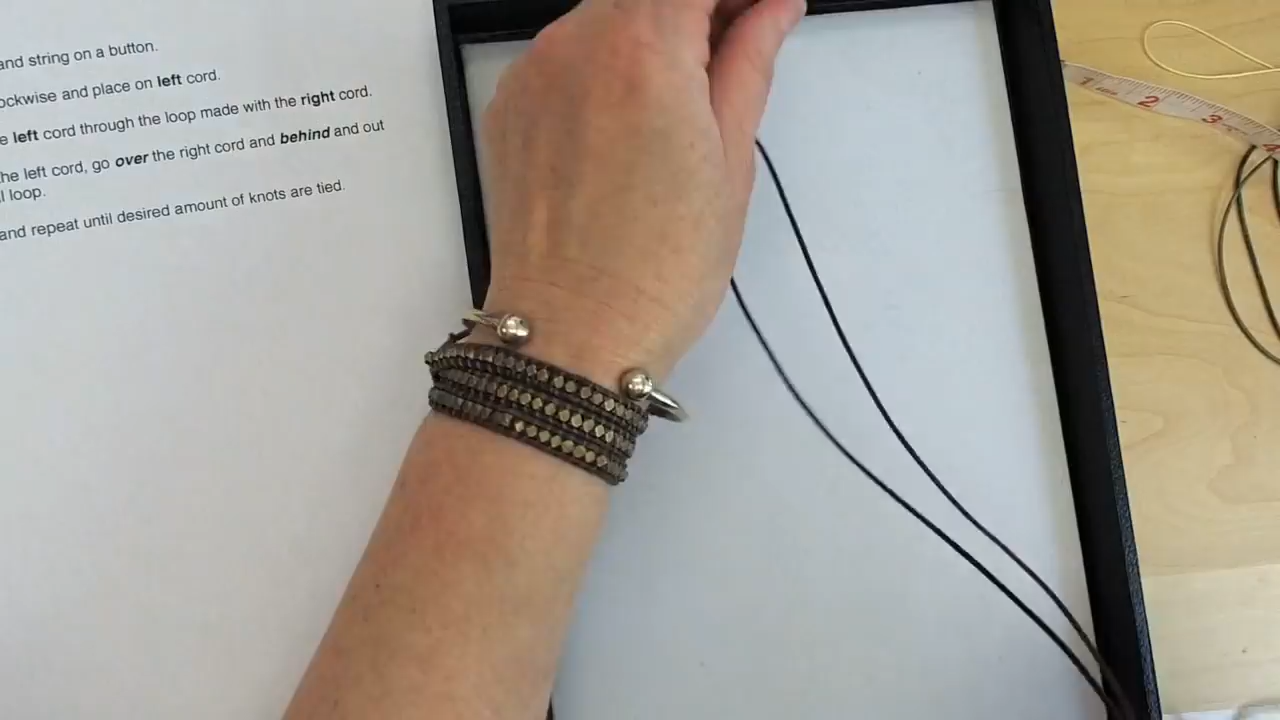 and string on a button.
ockwise and place on left cord.
e left cord through the loop made with the right cord.
he left cord, go over the right cord and behind and out
l loop.
and repeat until desired amount of knots are tied.
1 2 3 4